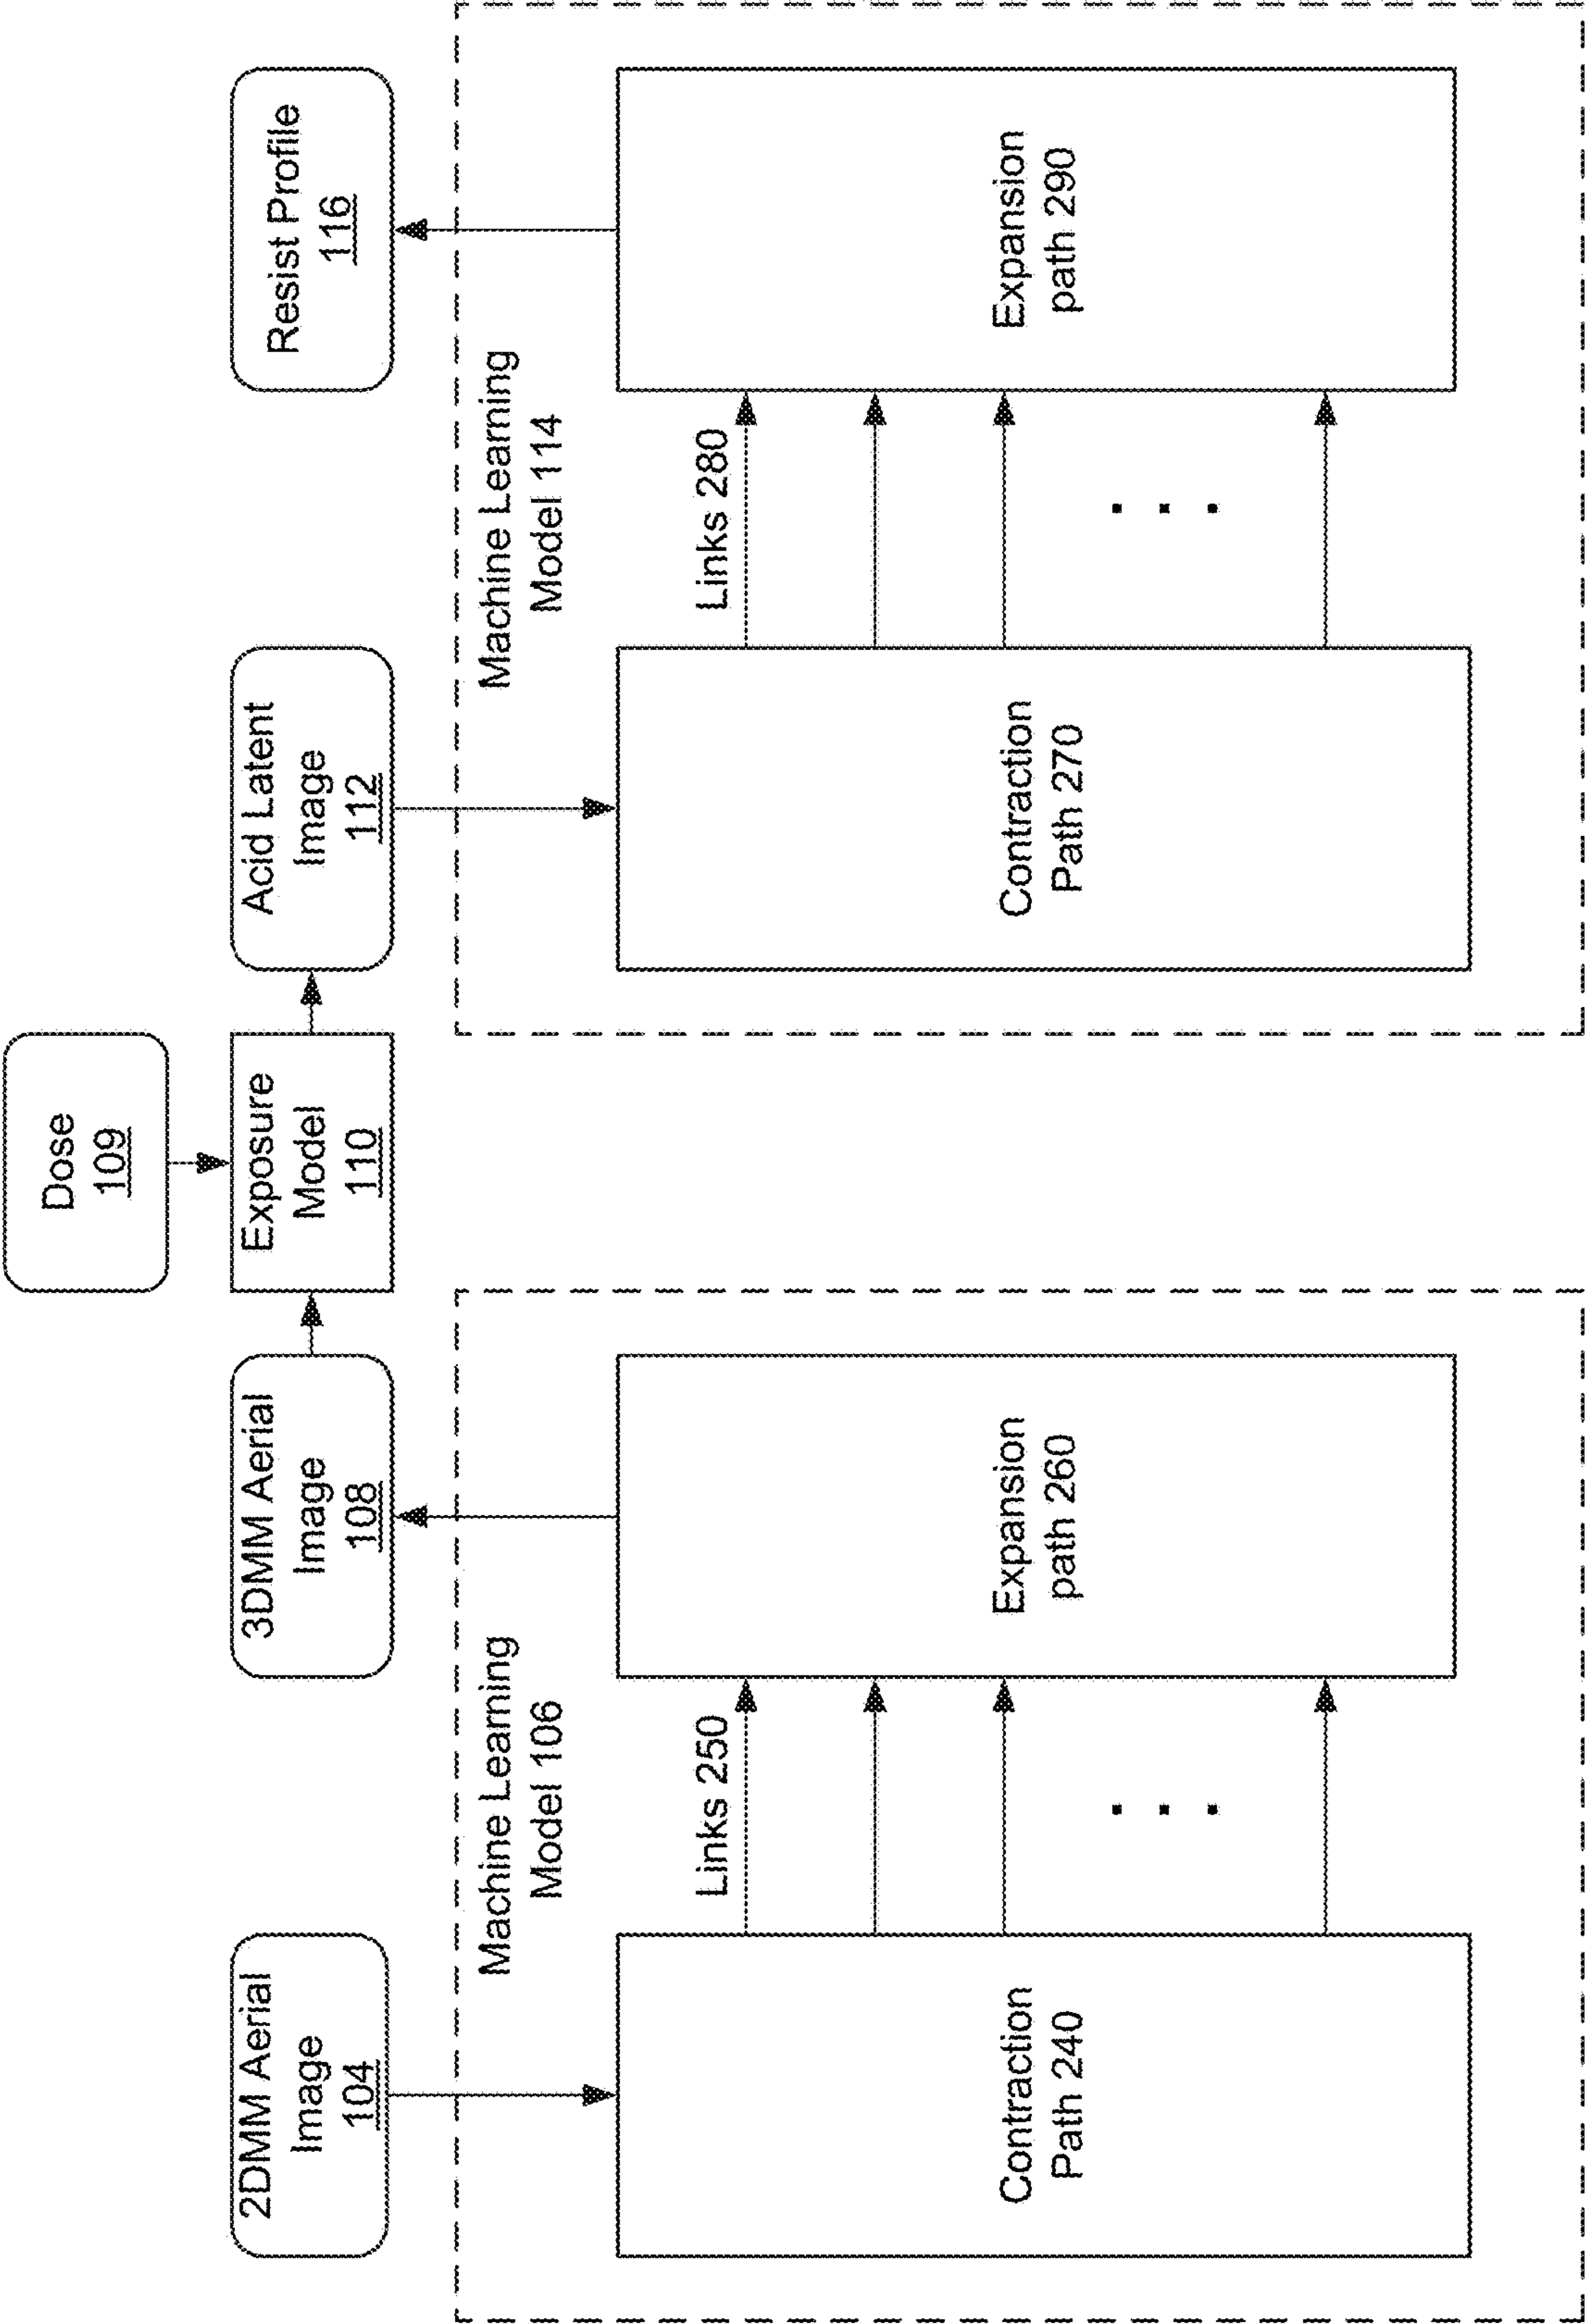 Dose
109
2DMM Aerial
Image
104
3DMM Aerial
Image
108
Exposure
Model
110
Acid Latent
Image
112
Resist Profile
116
Machine Learning
Model 106
Links 250
Contraction
Path 240
Expansion
path 260
Machine Learning
Model 114
Links 280
Contraction
Path 270
Expansion
path 290